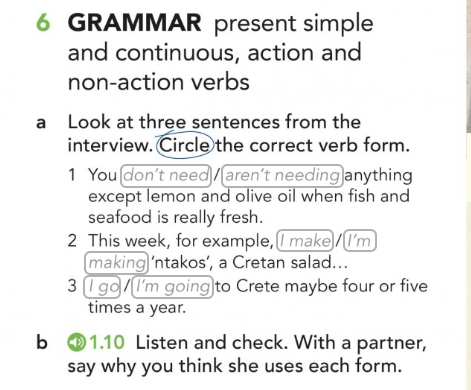 6 GRAMMAR present simple
and continuous, action and
non-action verbs
a Look at three sentences from the
interview. Circle the correct verb form.
1 You don't need / aren't needing anything
except lemon and olive oil when fish and
seafood is really fresh.
2 This week, for example, I make / I'm
making 'ntakos', a Cretan salad...
3 I go / I'm going to Crete maybe four or five
times a year.
b 1.10 Listen and check. With a partner,
say why you think she uses each form.